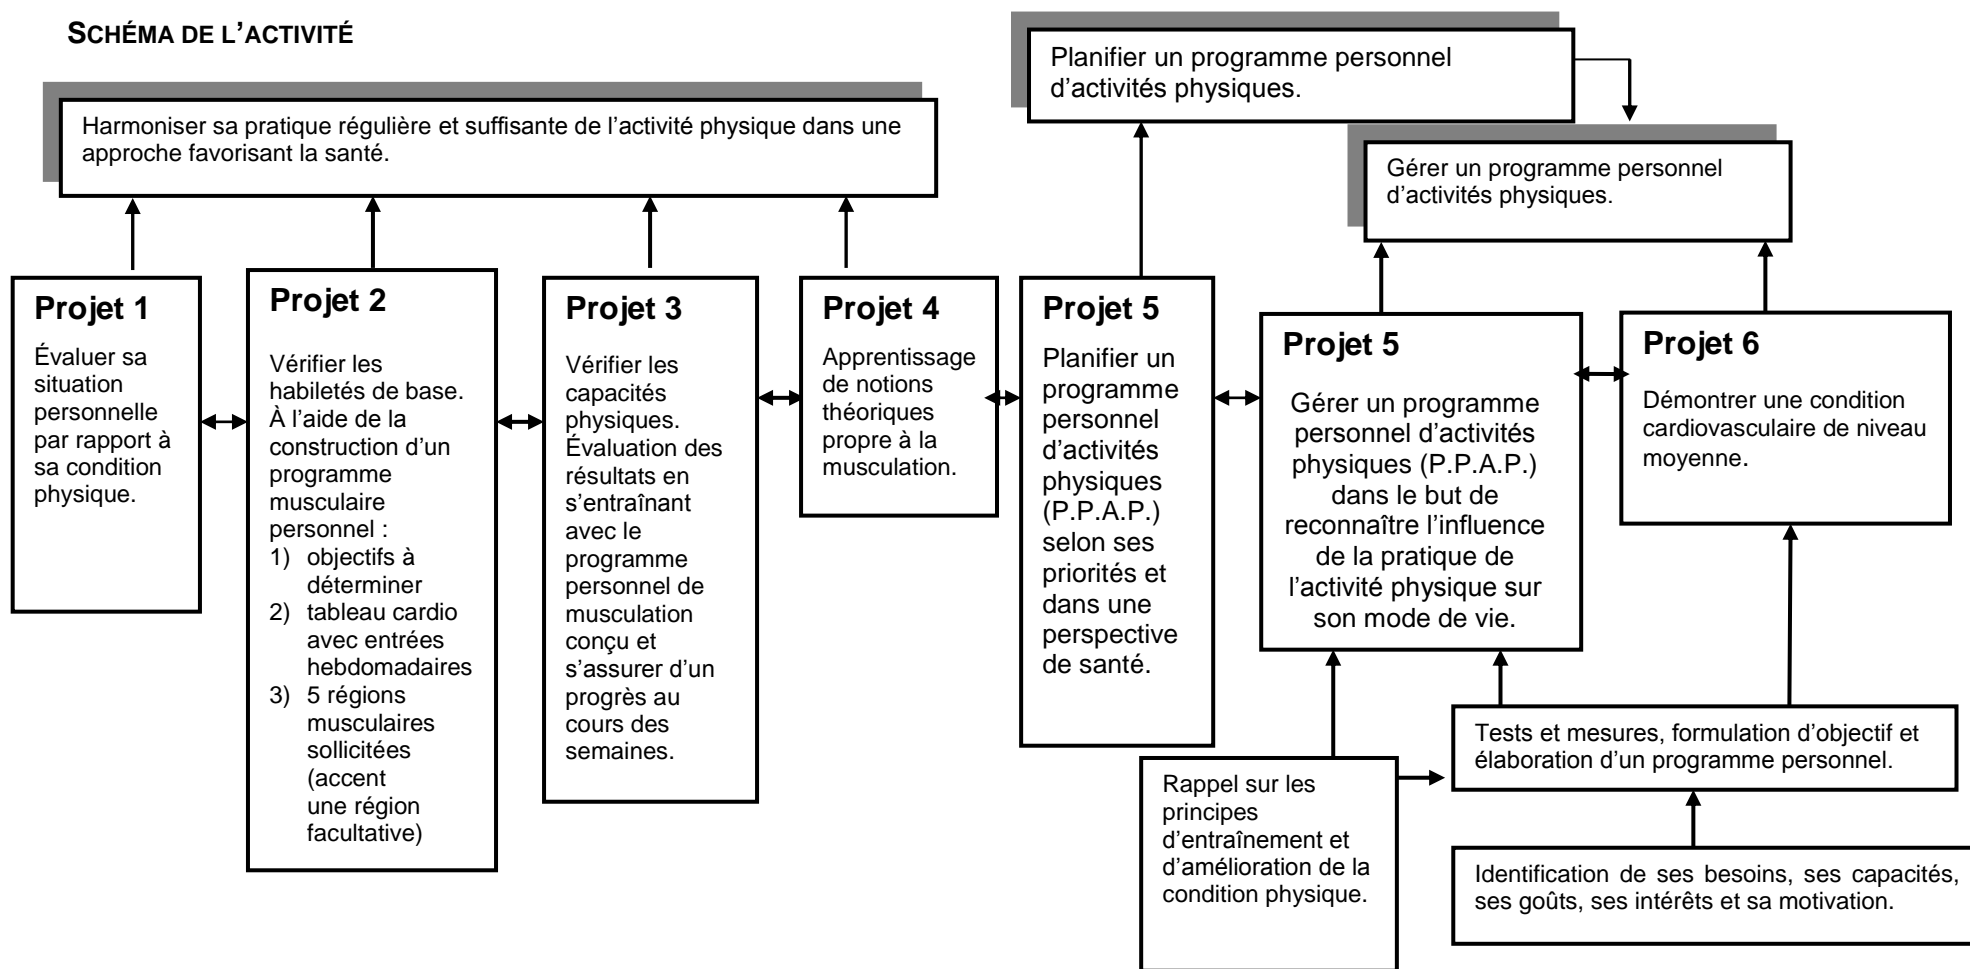 SCHÉMA DE L’ACTIVITÉ
Planifier un programme personnel
d’activités physiques.
Harmoniser sa pratique régulière et suffisante de l’activité physique dans une
approche favorisant la santé.
Gérer un programme personnel
d’activités physiques.
Projet 1
Évaluer sa
situation
personnelle
par rapport à
sa condition
physique.
Projet 2
Vérifier les
habiletés de base.
À l’aide de la
construction d’un
programme
musculaire
personnel :
1) objectifs à
déterminer
2) tableau cardio
avec entrées
hebdomadaires
3) 5 régions
musculaires
sollicitées
(accent
une région
facultative)
Projet 3
Vérifier les
capacités
physiques.
Évaluation des
résultats en
s’entraînant
avec le
programme
personnel de
musculation
conçu et
s’assurer d’un
progrès au
cours des
semaines.
Projet 4
Apprentissage
de notions
théoriques
propre à la
musculation.
Projet 5
Planifier un
programme
personnel
d’activités
physiques
(P.P.A.P.)
selon ses
priorités et
dans une
perspective
de santé.
Projet 5
Gérer un programme
personnel d’activités
physiques (P.P.A.P.)
dans le but de
reconnaître l’influence
de la pratique de
l’activité physique sur
son mode de vie.
Projet 6
Démontrer une condition
cardiovasculaire de niveau
moyenne.
Tests et mesures, formulation d’objectif et
élaboration d’un programme personnel.
Rappel sur les
principes
d’entraînement et
d’amélioration de la
condition physique.
Identification de ses besoins, ses capacités,
ses goûts, ses intérêts et sa motivation.